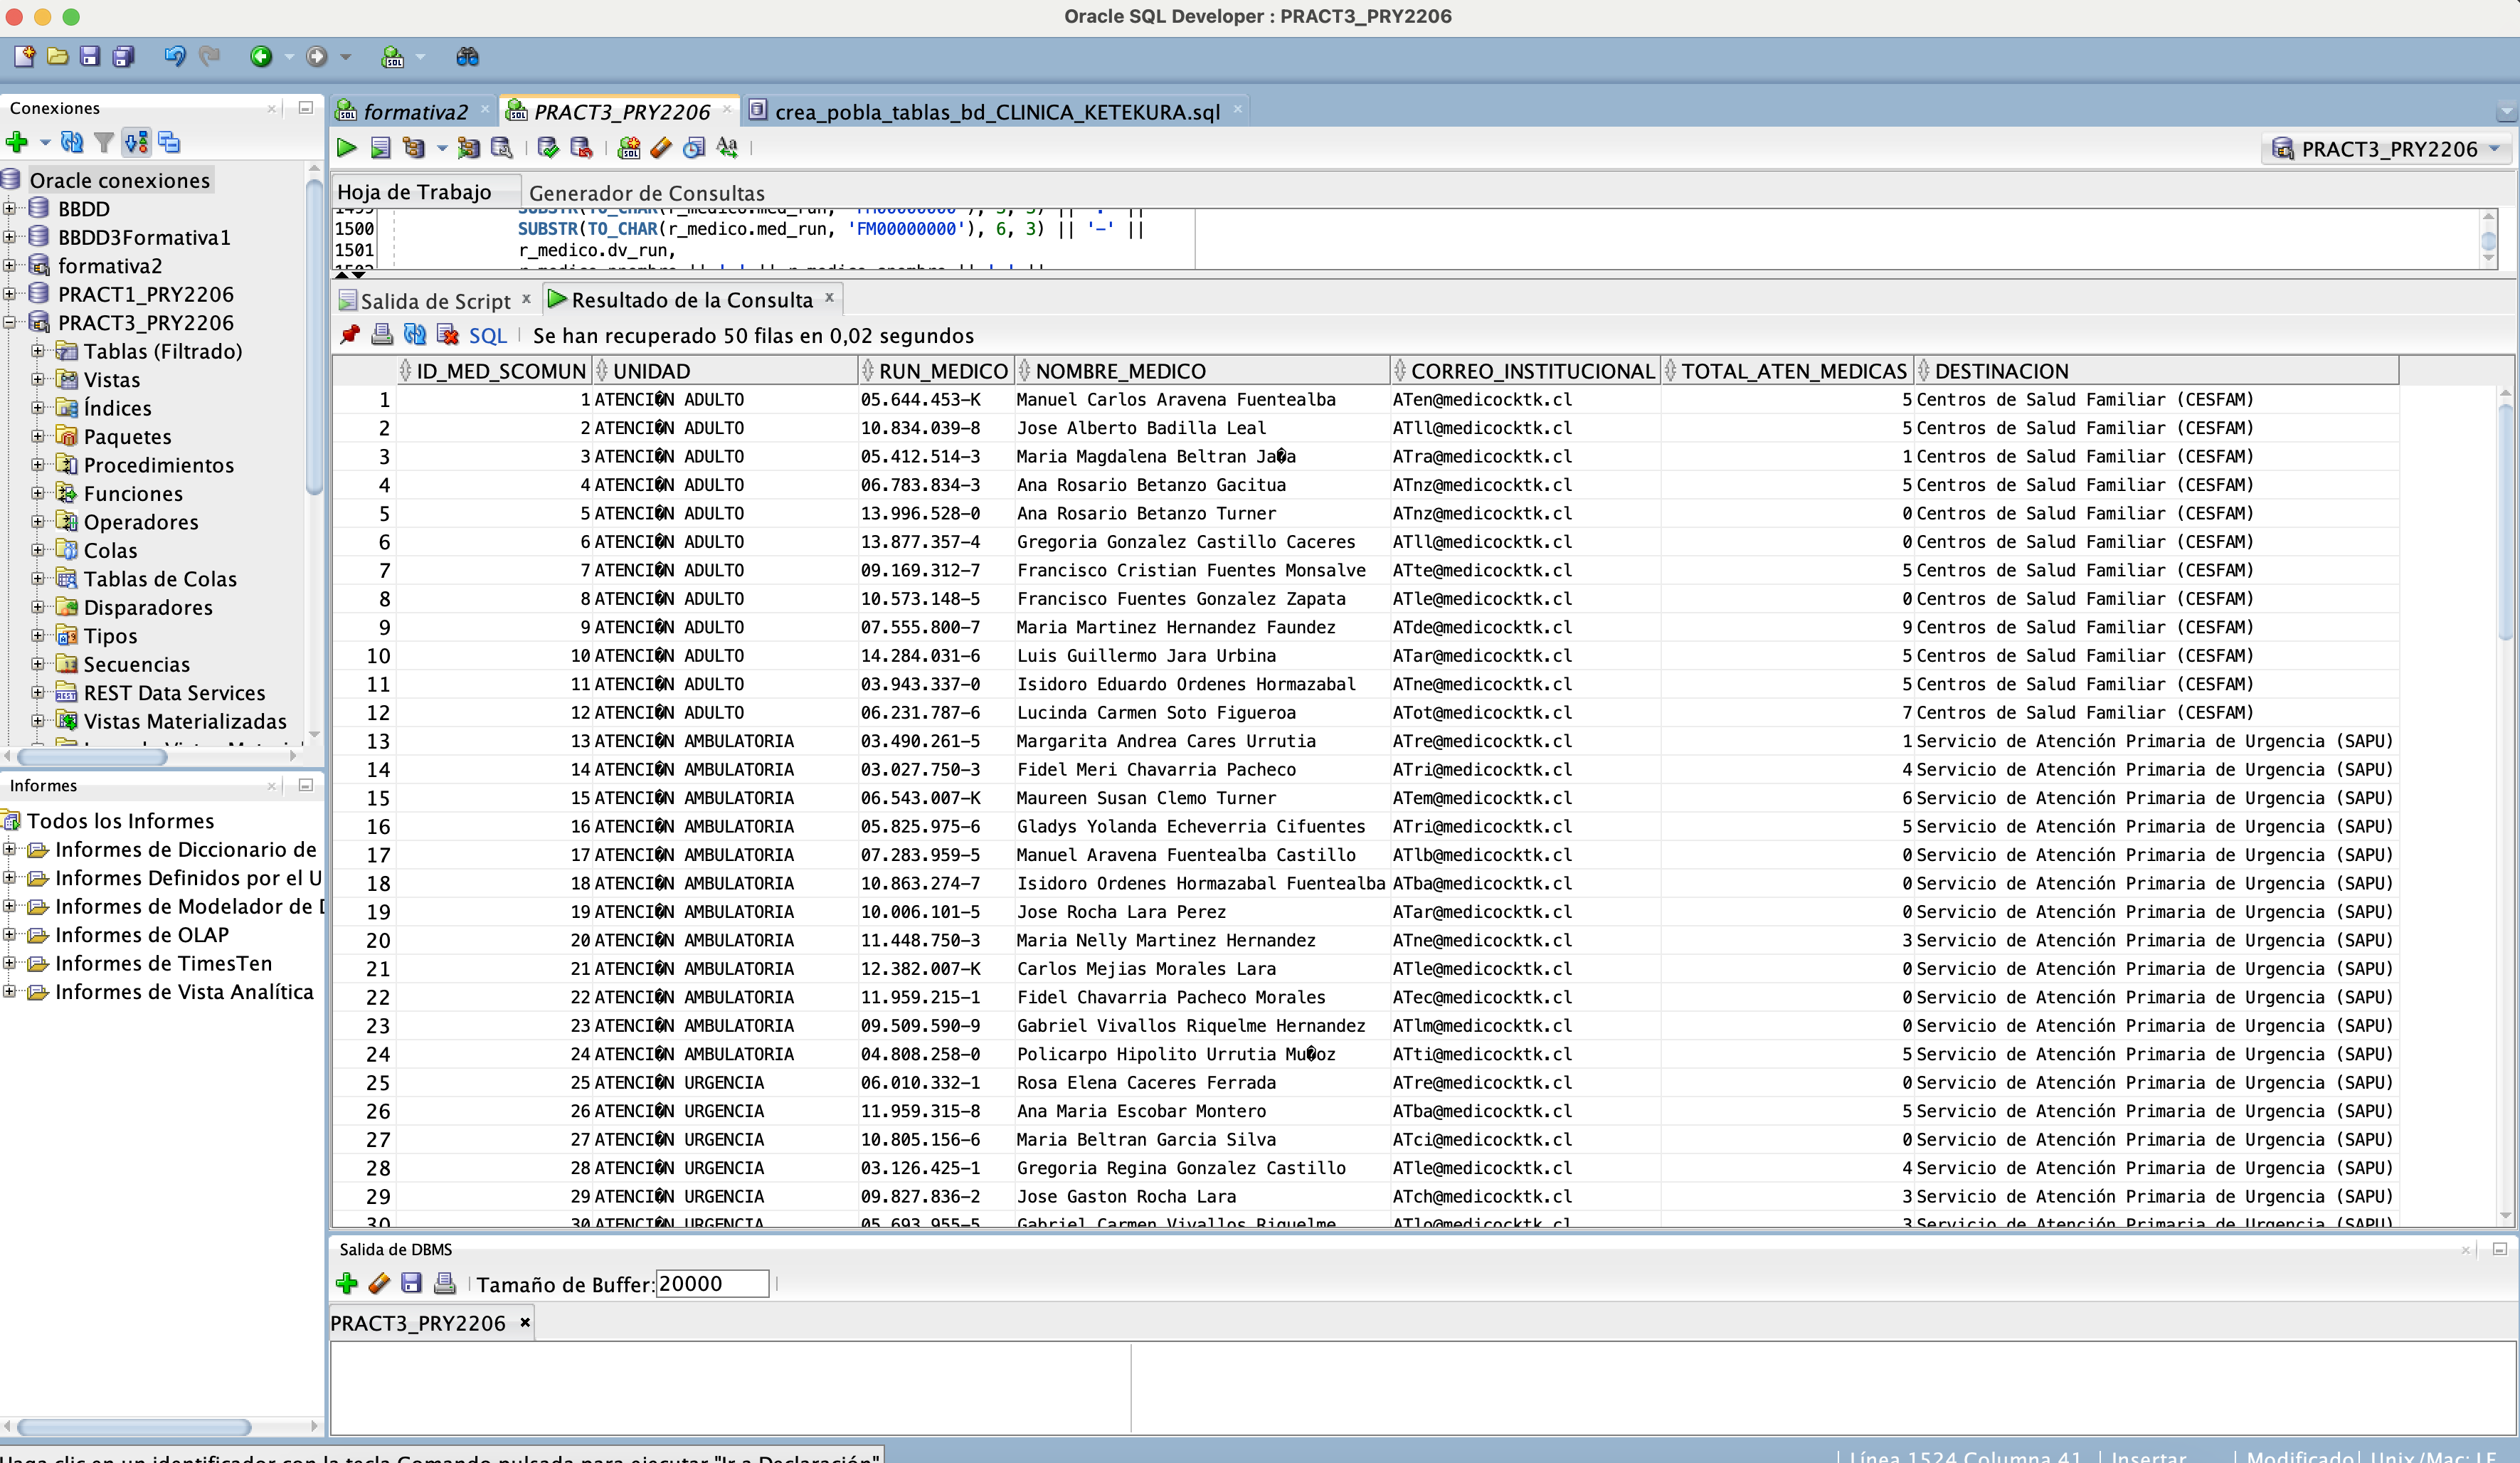 Oracle SQL Developer : PRACT3_PRY2206
Conexiones
Oracle conexiones
BBDD
BBDD3Formativa1
formativa2
PRACT1_PRY2206
PRACT3_PRY2206
Tablas (Filtrado)
Vistas
Índices
Paquetes
Procedimientos
Funciones
Operadores
Colas
Tablas de Colas
Disparadores
Tipos
Secuencias
REST Data Services
Vistas Materializadas
Informes
Todos los Informes
Informes de Diccionario de
Informes Definidos por el U
Informes de Modelador de
Informes de OLAP
Informes de TimesTen
Informes de Vista Analítica
formativa2 PRACT3_PRY2206 crea_pobla_tablas_bd_CLINICA_KETEKURA.sql
PRACT3_PRY2206
Hoja de Trabajo Generador de Consultas
1500 SUBSTR(TO_CHAR(r_medico.med_run, 'FM00000000'), 6, 3) || '-' ||
1501 r_medico.dv_run,
Salida de Script Resultado de la Consulta
SQL Se han recuperado 50 filas en 0,02 segundos
ID_MED_SCOMUN UNIDAD RUN_MEDICO NOMBRE_MEDICO CORREO_INSTITUCIONAL TOTAL_ATEN_MEDICAS DESTINACION
1 1 ATENCI�N ADULTO 05.644.453-K Manuel Carlos Aravena Fuentealba ATen@medicocktk.cl 5 Centros de Salud Familiar (CESFAM)
2 2 ATENCI�N ADULTO 10.834.039-8 Jose Alberto Badilla Leal ATll@medicocktk.cl 5 Centros de Salud Familiar (CESFAM)
3 3 ATENCI�N ADULTO 05.412.514-3 Maria Magdalena Beltran Ja�a ATra@medicocktk.cl 1 Centros de Salud Familiar (CESFAM)
4 4 ATENCI�N ADULTO 06.783.834-3 Ana Rosario Betanzo Gacitua ATnz@medicocktk.cl 5 Centros de Salud Familiar (CESFAM)
5 5 ATENCI�N ADULTO 13.996.528-0 Ana Rosario Betanzo Turner ATnz@medicocktk.cl 0 Centros de Salud Familiar (CESFAM)
6 6 ATENCI�N ADULTO 13.877.357-4 Gregoria Gonzalez Castillo Caceres ATll@medicocktk.cl 0 Centros de Salud Familiar (CESFAM)
7 7 ATENCI�N ADULTO 09.169.312-7 Francisco Cristian Fuentes Monsalve ATte@medicocktk.cl 5 Centros de Salud Familiar (CESFAM)
8 8 ATENCI�N ADULTO 10.573.148-5 Francisco Fuentes Gonzalez Zapata ATle@medicocktk.cl 0 Centros de Salud Familiar (CESFAM)
9 9 ATENCI�N ADULTO 07.555.800-7 Maria Martinez Hernandez Faundez ATde@medicocktk.cl 9 Centros de Salud Familiar (CESFAM)
10 10 ATENCI�N ADULTO 14.284.031-6 Luis Guillermo Jara Urbina ATar@medicocktk.cl 5 Centros de Salud Familiar (CESFAM)
11 11 ATENCI�N ADULTO 03.943.337-0 Isidoro Eduardo Ordenes Hormazabal ATne@medicocktk.cl 5 Centros de Salud Familiar (CESFAM)
12 12 ATENCI�N ADULTO 06.231.787-6 Lucinda Carmen Soto Figueroa ATot@medicocktk.cl 7 Centros de Salud Familiar (CESFAM)
13 13 ATENCI�N AMBULATORIA 03.490.261-5 Margarita Andrea Cares Urrutia ATre@medicocktk.cl 1 Servicio de Atención Primaria de Urgencia (SAPU)
14 14 ATENCI�N AMBULATORIA 03.027.750-3 Fidel Meri Chavarria Pacheco ATri@medicocktk.cl 4 Servicio de Atención Primaria de Urgencia (SAPU)
15 15 ATENCI�N AMBULATORIA 06.543.007-K Maureen Susan Clemo Turner ATem@medicocktk.cl 6 Servicio de Atención Primaria de Urgencia (SAPU)
16 16 ATENCI�N AMBULATORIA 05.825.975-6 Gladys Yolanda Echeverria Cifuentes ATri@medicocktk.cl 5 Servicio de Atención Primaria de Urgencia (SAPU)
17 17 ATENCI�N AMBULATORIA 07.283.959-5 Manuel Aravena Fuentealba Castillo ATlb@medicocktk.cl 0 Servicio de Atención Primaria de Urgencia (SAPU)
18 18 ATENCI�N AMBULATORIA 10.863.274-7 Isidoro Ordenes Hormazabal Fuentealba ATba@medicocktk.cl 0 Servicio de Atención Primaria de Urgencia (SAPU)
19 19 ATENCI�N AMBULATORIA 10.006.101-5 Jose Rocha Lara Perez ATar@medicocktk.cl 0 Servicio de Atención Primaria de Urgencia (SAPU)
20 20 ATENCI�N AMBULATORIA 11.448.750-3 Maria Nelly Martinez Hernandez ATne@medicocktk.cl 3 Servicio de Atención Primaria de Urgencia (SAPU)
21 21 ATENCI�N AMBULATORIA 12.382.007-K Carlos Mejias Morales Lara ATle@medicocktk.cl 0 Servicio de Atención Primaria de Urgencia (SAPU)
22 22 ATENCI�N AMBULATORIA 11.959.215-1 Fidel Chavarria Pacheco Morales ATec@medicocktk.cl 0 Servicio de Atención Primaria de Urgencia (SAPU)
23 23 ATENCI�N AMBULATORIA 09.509.590-9 Gabriel Vivallos Riquelme Hernandez ATlm@medicocktk.cl 0 Servicio de Atención Primaria de Urgencia (SAPU)
24 24 ATENCI�N AMBULATORIA 04.808.258-0 Policarpo Hipolito Urrutia Mu�oz ATti@medicocktk.cl 5 Servicio de Atención Primaria de Urgencia (SAPU)
25 25 ATENCI�N URGENCIA 06.010.332-1 Rosa Elena Caceres Ferrada ATre@medicocktk.cl 0 Servicio de Atención Primaria de Urgencia (SAPU)
26 26 ATENCI�N URGENCIA 11.959.315-8 Ana Maria Escobar Montero ATba@medicocktk.cl 5 Servicio de Atención Primaria de Urgencia (SAPU)
27 27 ATENCI�N URGENCIA 10.805.156-6 Maria Beltran Garcia Silva ATci@medicocktk.cl 0 Servicio de Atención Primaria de Urgencia (SAPU)
28 28 ATENCI�N URGENCIA 03.126.425-1 Gregoria Regina Gonzalez Castillo ATle@medicocktk.cl 4 Servicio de Atención Primaria de Urgencia (SAPU)
29 29 ATENCI�N URGENCIA 09.827.836-2 Jose Gaston Rocha Lara ATch@medicocktk.cl 3 Servicio de Atención Primaria de Urgencia (SAPU)
30 30 ATENCI�N URGENCIA 05.693.955-5 Gabriel Carmen Vivallos Riquelme ATlo@medicocktk.cl 3 Servicio de Atención Primaria de Urgencia (SAPU)
Salida de DBMS
Tamaño de Buffer: 20000
PRACT3_PRY2206
Haga clic en un identificador con la tecla Comando pulsada para ejecutar "Ir a Declaración"
Línea 1524 Columna 41 | Insertar | Modificado | Unix/Mac: LF